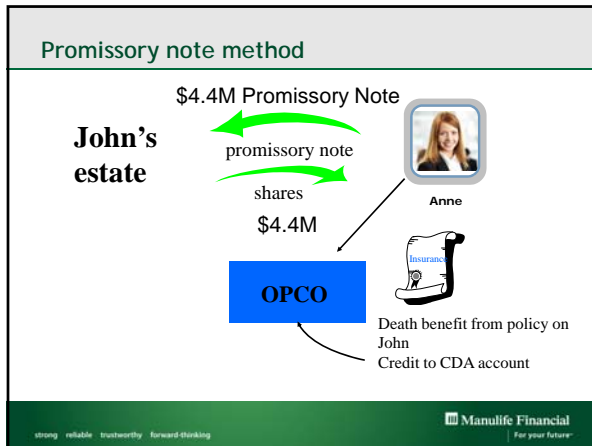 Promissory note method
$4.4M Promissory Note
John's
estate
promissory note
shares
$4.4M
Anne
Insurance
OPCO
Death benefit from policy on
John
Credit to CDA account
strong reliable trustworthy forward-thinking
Manulife Financial
For your future™